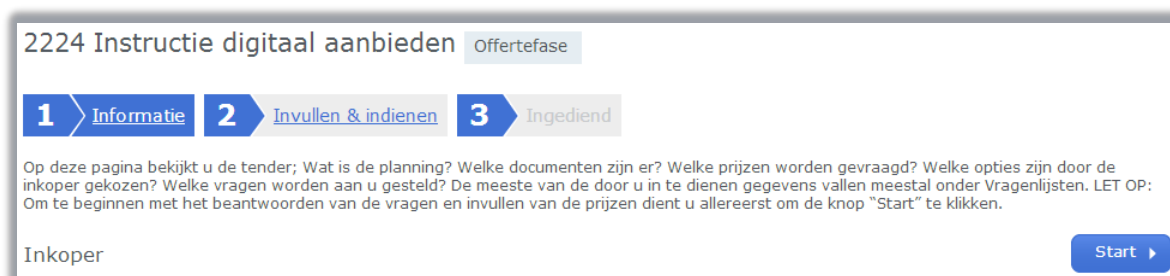 2224 Instructie digitaal aanbieden Offertefase
1 Informatie 2 Invullen & indienen 3 Ingediend
Op deze pagina bekijkt u de tender; Wat is de planning? Welke documenten zijn er? Welke prijzen worden gevraagd? Welke opties zijn door de
inkoper gekozen? Welke vragen worden aan u gesteld? De meeste van de door u in te dienen gegevens vallen meestal onder Vragenlijsten. LET OP:
Om te beginnen met het beantwoorden van de vragen en invullen van de prijzen dient u allereerst om de knop "Start" te klikken.
Inkoper Start